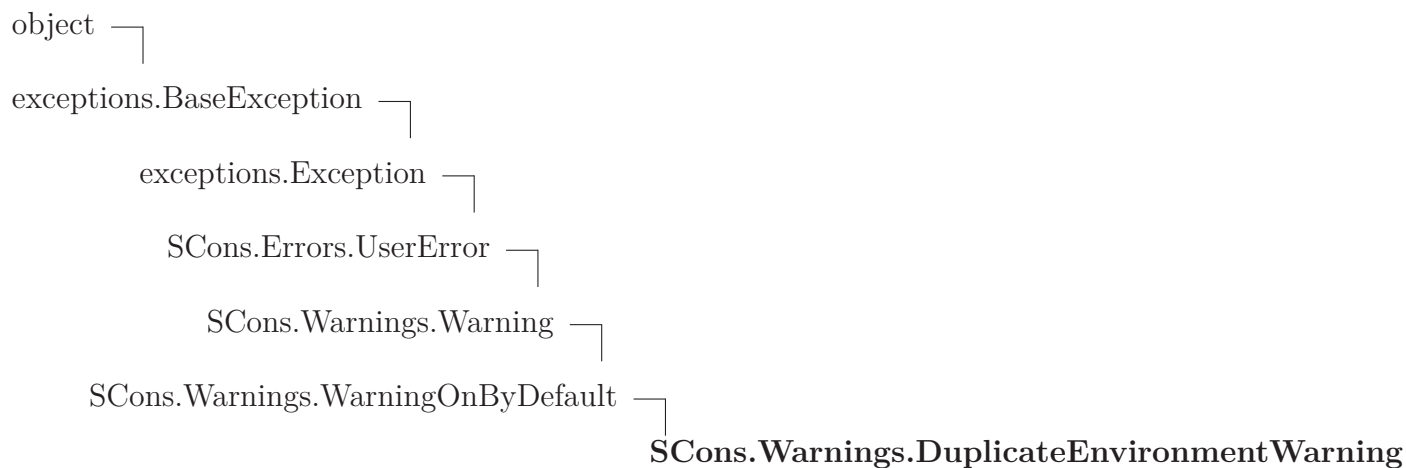 object
exceptions.BaseException
exceptions.Exception
SCons.Errors.UserError
SCons.Warnings.Warning
SCons.Warnings.WarningOnByDefault
SCons.Warnings.DuplicateEnvironmentWarning